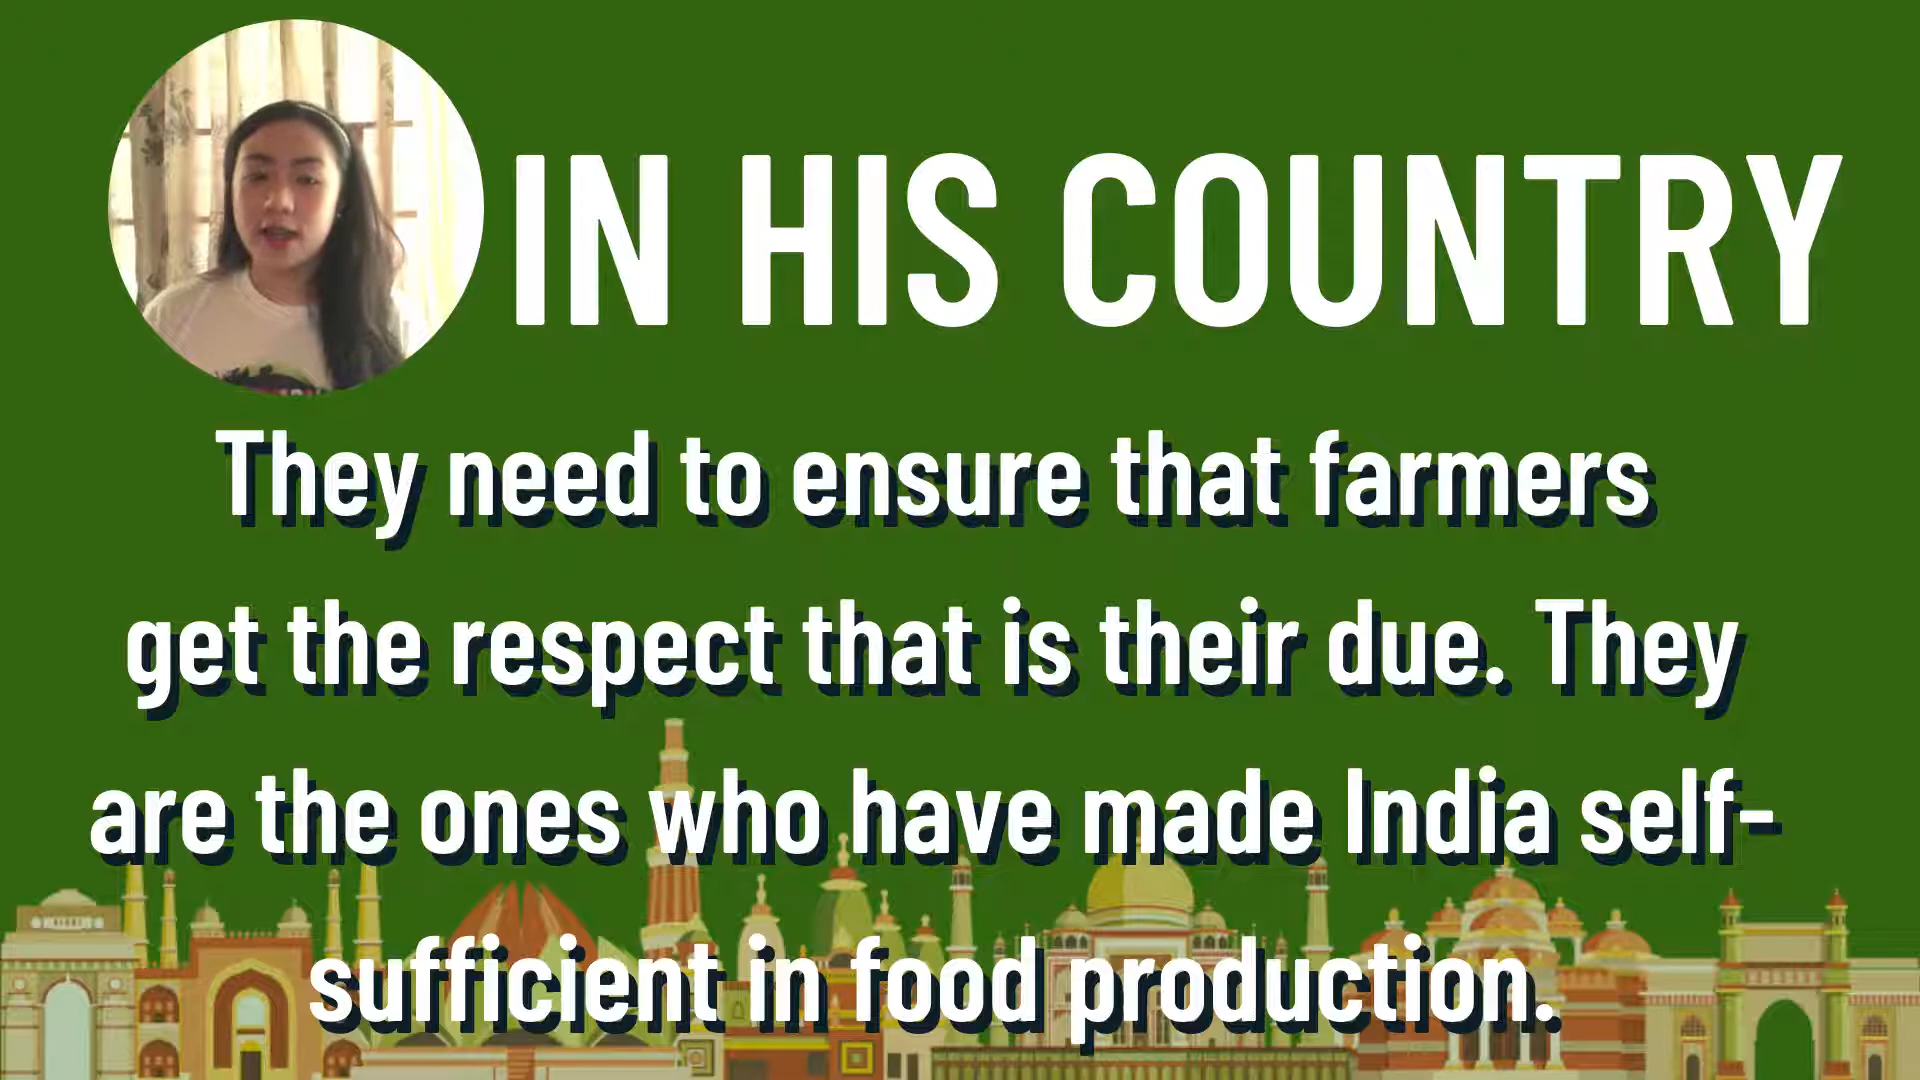 IN HIS COUNTRY
They need to ensure that farmers
get the respect that is their due. They
are the ones who have made India self-
sufficient in food production.